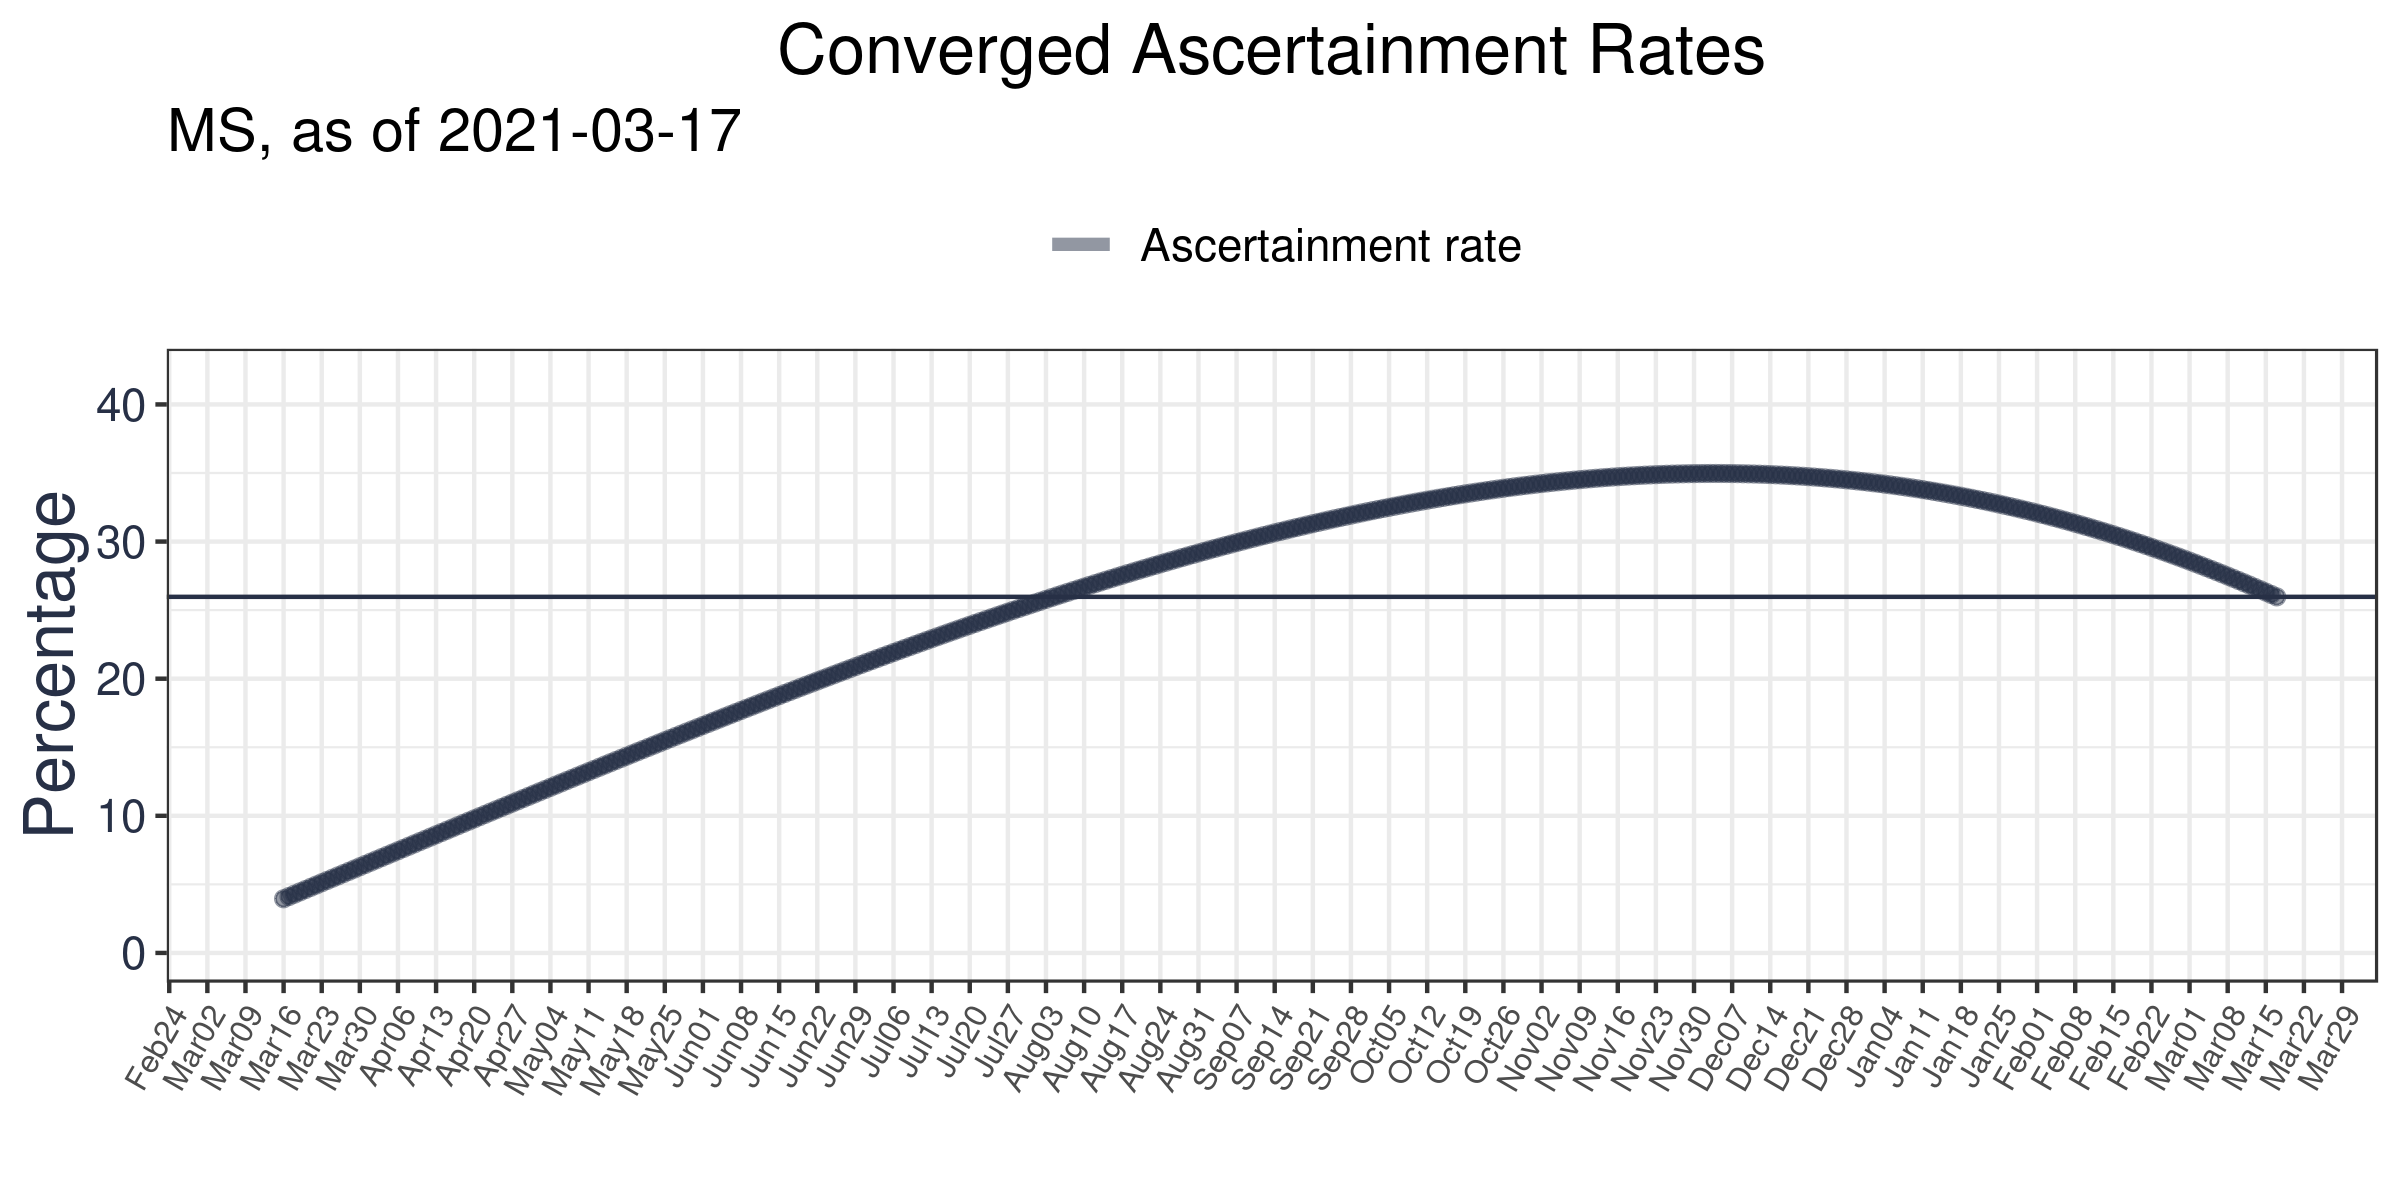 Converged Ascertainment Rates
MS, as of 2021-03-17
Ascertainment rate
Percentage
40
30
20
10
0
Feb24
Mar02
Mar09
Mar16
Mar23
Mar30
Apr06
Apr13
Apr20
Apr27
May04
May11
May18
May25
Jun01
Jun08
Jun15
Jun22
Jun29
Jul06
Jul13
Jul20
Jul27
Aug03
Aug10
Aug17
Aug24
Aug31
Sep07
Sep14
Sep21
Sep28
Oct05
Oct12
Oct19
Oct26
Nov02
Nov09
Nov16
Nov23
Nov30
Dec07
Dec14
Dec21
Dec28
Jan04
Jan11
Jan18
Jan25
Feb01
Feb08
Feb15
Feb22
Mar01
Mar08
Mar15
Mar22
Mar29